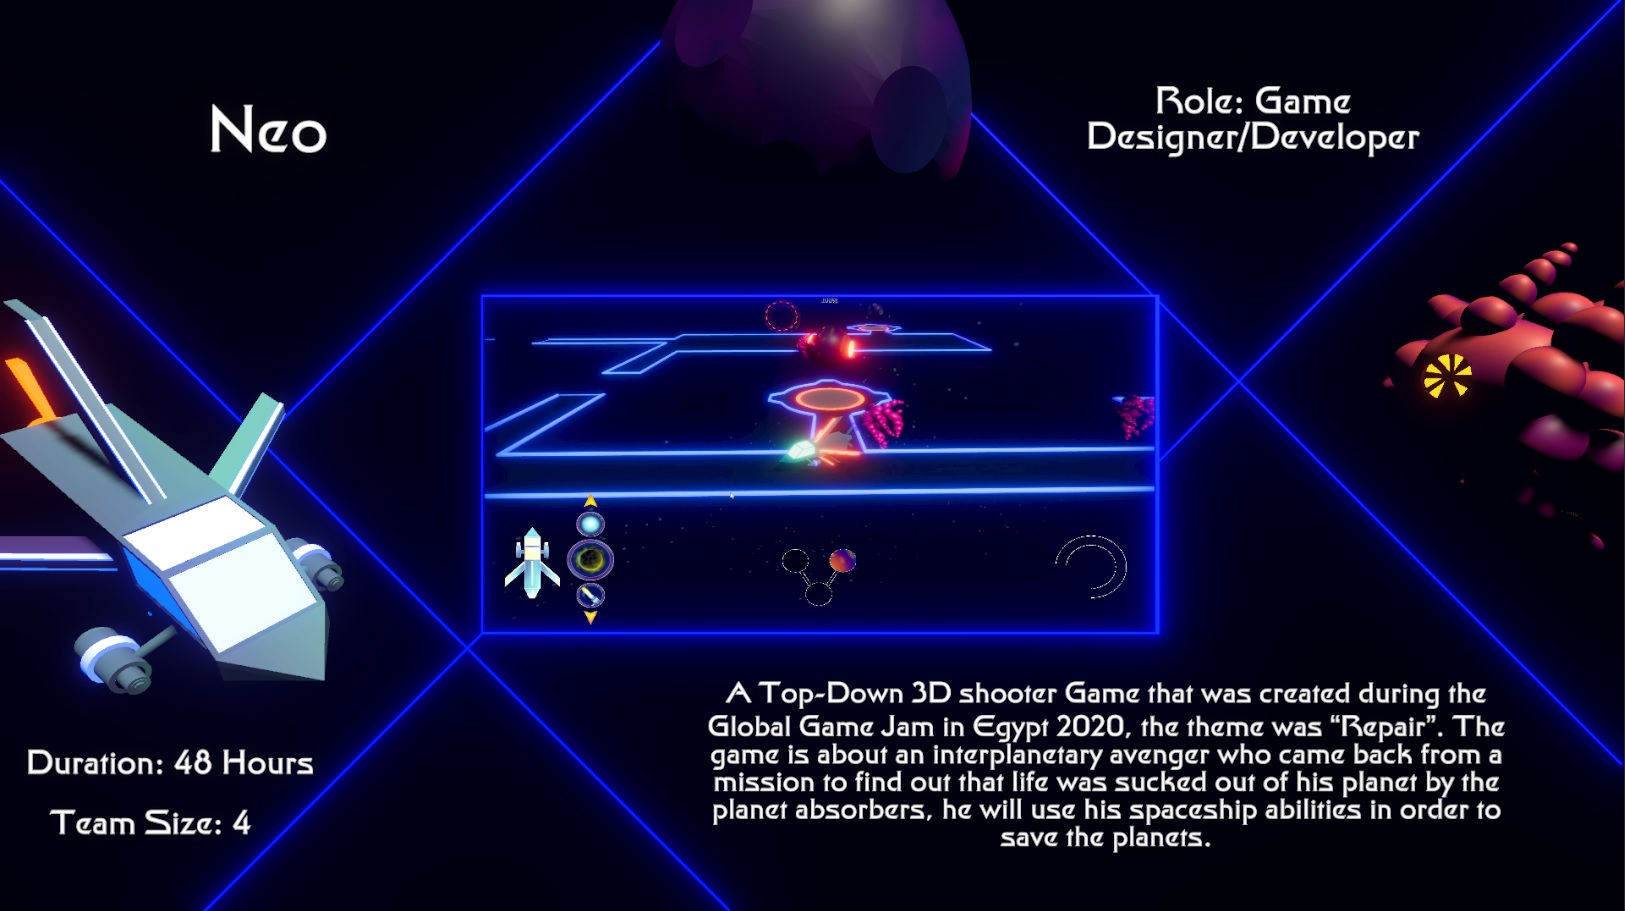 Neo
Role: Game
Designer/Developer
Duration: 48 Hours
Team Size: 4
A Top-Down 3D shooter Game that was created during the
Global Game Jam in Egypt 2020, the theme was “Repair”. The
game is about an interplanetary avenger who came back from a
mission to find out that life was sucked out of his planet by the
planet absorbers, he will use his spaceship abilities in order to
save the planets.